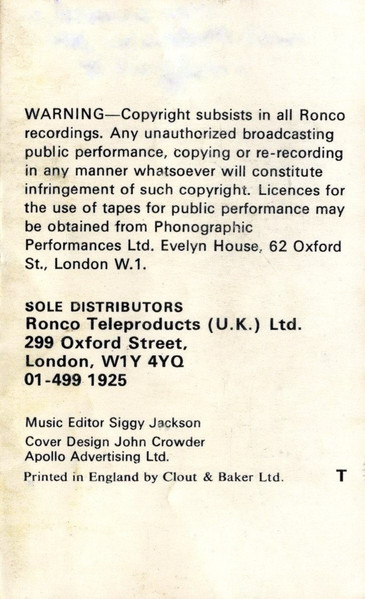 WARNING—Copyright subsists in all Ronco
recordings. Any unauthorized broadcasting
public performance, copying or re-recording
in any manner whatsoever will constitute
infringement of such copyright. Licences for
the use of tapes for public performance may
be obtained from Phonographic
Performances Ltd. Evelyn House, 62 Oxford
St., London W.1.
SOLE DISTRIBUTORS
Ronco Teleproducts (U.K.) Ltd.
299 Oxford Street,
London, W1Y 4YQ
01-499 1925
Music Editor Siggy Jackson
Cover Design John Crowder
Apollo Advertising Ltd.
Printed in England by Clout & Baker Ltd. T